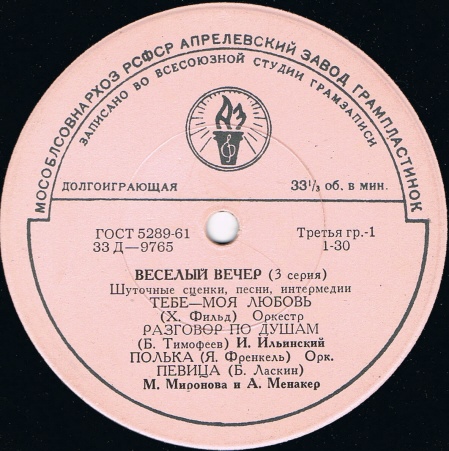 МОСОБЛСОВНАРХОЗ РСФСР АПРЕЛЕВСКИЙ ЗАВОД ГРАМПЛАСТИНОК
ЗАПИСАНО ВО ВСЕСОЮЗНОЙ СТУДИИ ГРАМЗАПИСИ
АЗ
ДОЛГОИГРАЮЩАЯ 33⅓ об. в мин.
ГОСТ 5289-61 Третья гр.-1
33 Д—9765 1-30
ВЕСЕЛЫЙ ВЕЧЕР (3 серия)
Шуточные сценки, песни, интермедии
ТЕБЕ—МОЯ ЛЮБОВЬ
(Х. Фильд) Оркестр
РАЗГОВОР ПО ДУШАМ
(Б. Тимофеев) И. Ильинский
ПОЛЬКА (Я. Френкель) Орк.
ПЕВИЦА (Б. Ласкин)
М. Миронова и А. Менакер